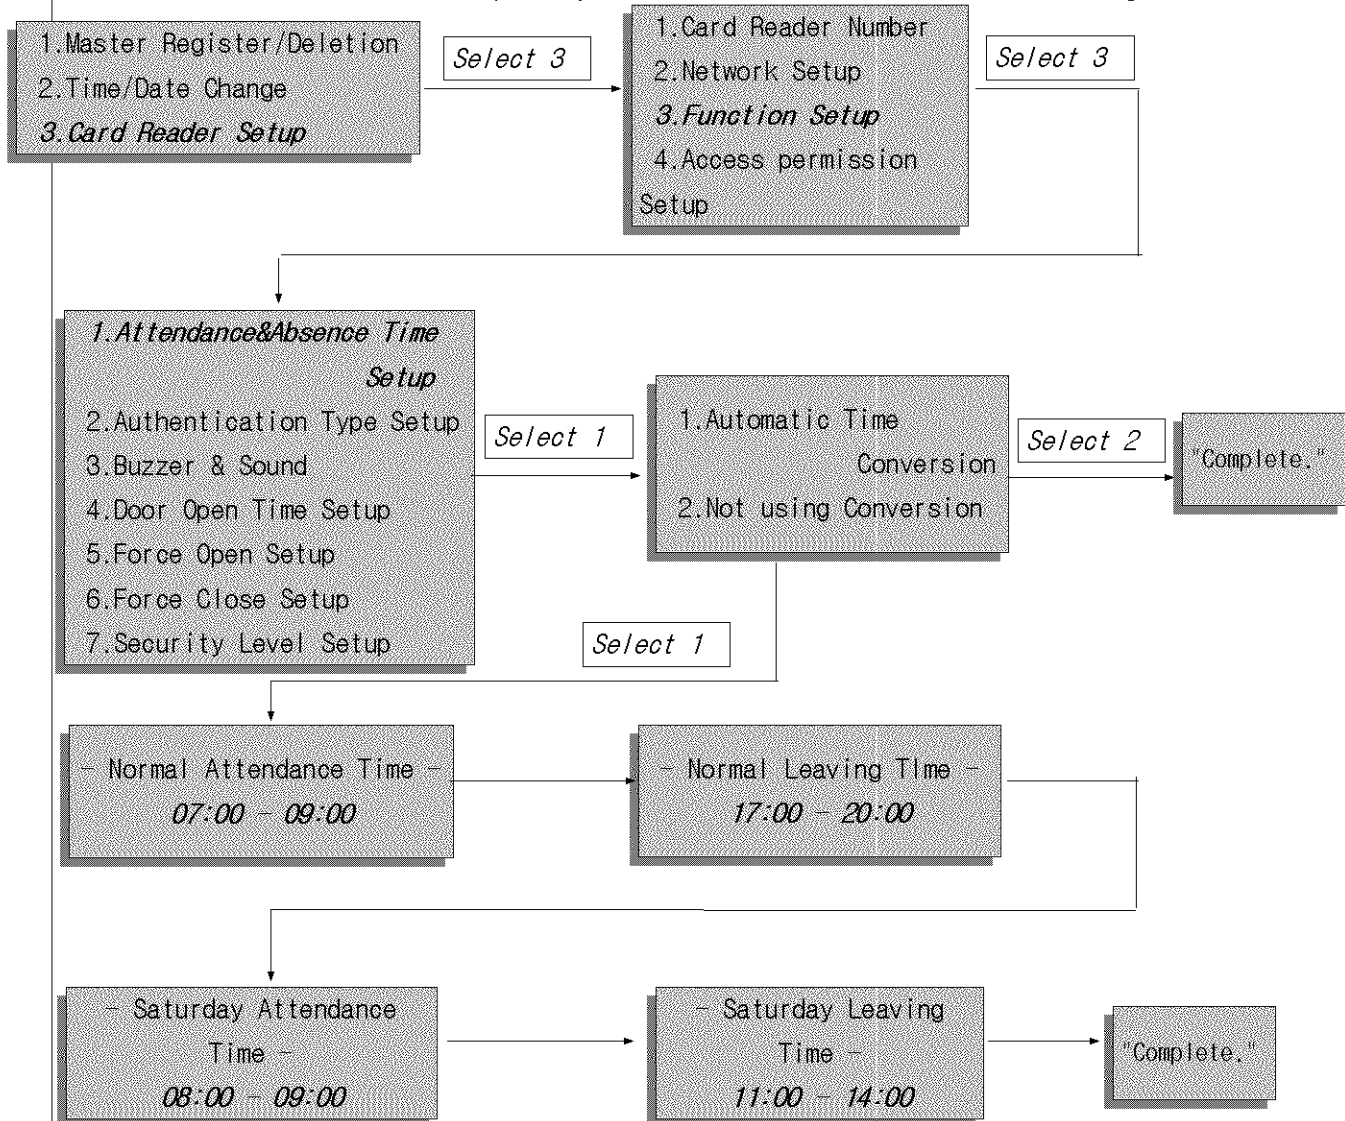 1.Master Register/Deletion
2.Time/Date Change
3.Card Reader Setup
Select 3
1.Card Reader Number
2.Network Setup
3.Function Setup
4.Access permission
Setup
Select 3
1.Attendance&Absence Time
Setup
2.Authentication Type Setup
3.Buzzer & Sound
4.Door Open Time Setup
5.Force Open Setup
6.Force Close Setup
7.Security Level Setup
Select 1
1.Automatic Time
Conversion
2.Not using Conversion
Select 2
"Complete."
Select 1
- Normal Attendance Time -
07:00 - 09:00
- Normal Leaving TIme -
17:00 - 20:00
- Saturday Attendance
Time -
08:00 - 09:00
- Saturday Leaving
Time -
11:00 - 14:00
"Complete."